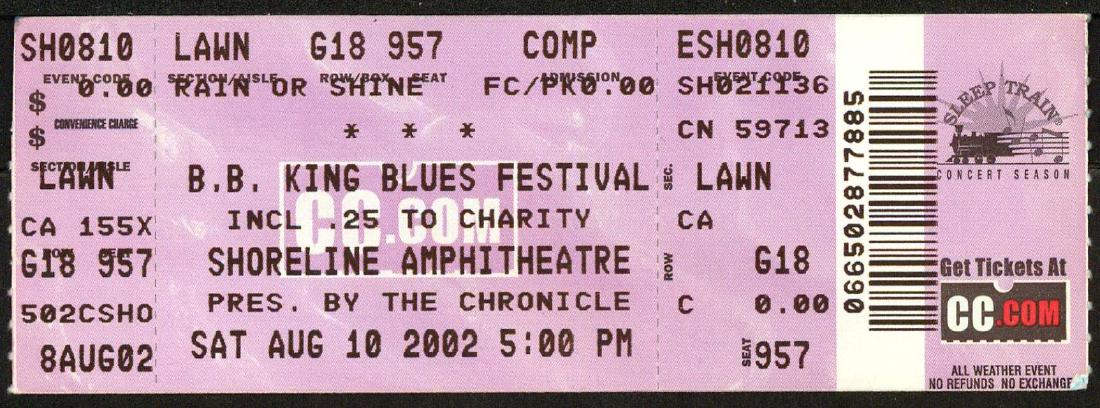 SH0810 LAWN G18 957 COMP ESH0810
EVENT CODE SECTION/AISLE ROW/BOX SEAT ADMISSION EVENT CODE
$ 0.00 RAIN OR SHINE FC/PK0.00 SH021136
$ CONVENIENCE CHARGE * * * CN 59713
SECTION/AISLE
LAWN B.B. KING BLUES FESTIVAL SEC. LAWN
CA 155X INCL .25 TO CHARITY CA
CC.COM
ROW SEAT
G18 957 SHORELINE AMPHITHEATRE ROW G18
502CSHO PRES. BY THE CHRONICLE C 0.00
8AUG02 SAT AUG 10 2002 5:00 PM SEAT 957
066502877885
SLEEP TRAIN®
CONCERT SEASON
Get Tickets At
CC.COM
ALL WEATHER EVENT
NO REFUNDS NO EXCHANGE